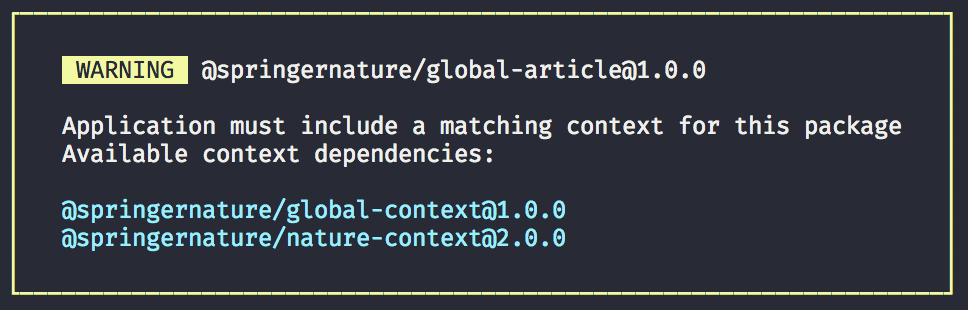 WARNING @springernature/global-article@1.0.0
Application must include a matching context for this package
Available context dependencies:
@springernature/global-context@1.0.0
@springernature/nature-context@2.0.0